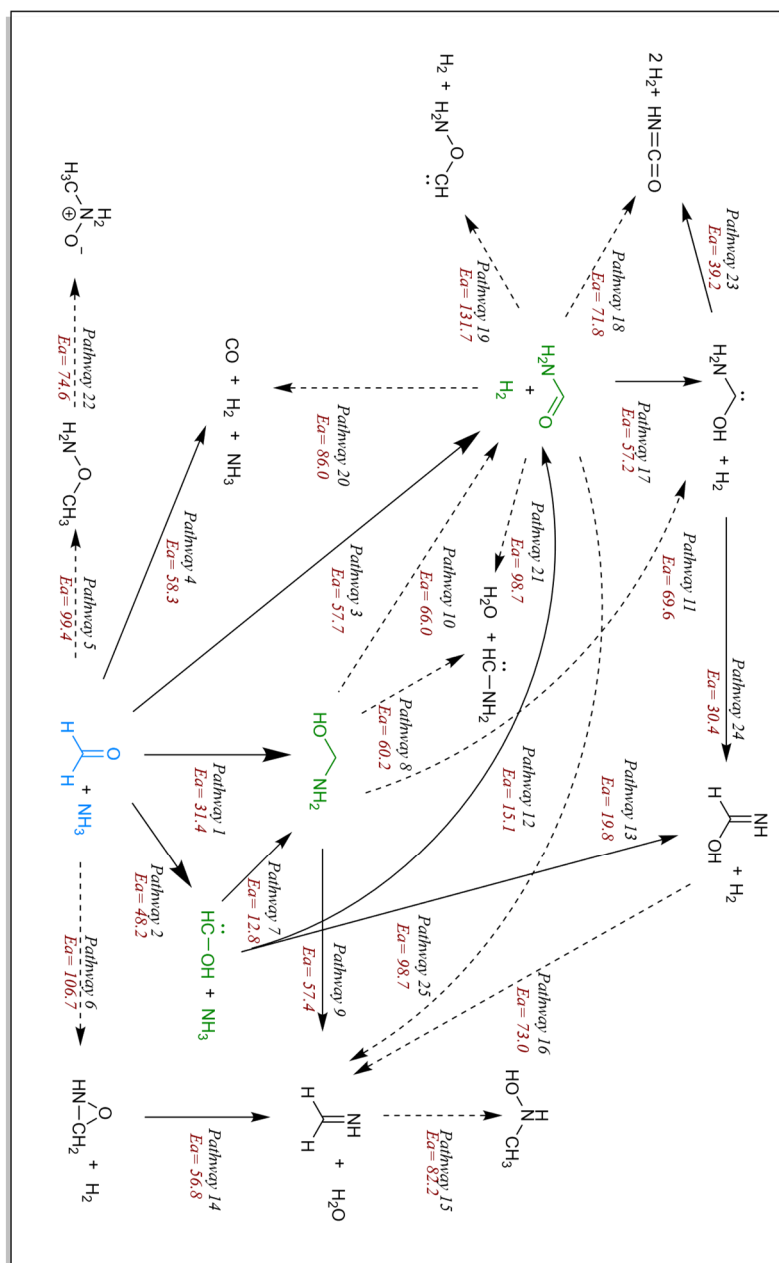 NH
Pathway 23
Ea= 39.2
Pathway 24
Ea= 30.4
H₂N ¨ OH + H₂
H OH + H₂
2 H₂+ HN=C=O
Pathway 18
Ea= 71.8
Pathway 17
Ea= 57.2
Pathway 11
Ea= 69.6
Pathway 13
Ea= 19.8
Pathway 16
Ea= 73.0
H
HO N CH₃
H₂N O
+
H₂
H₂ + H₂N O CH
¨
Pathway 19
Ea= 131.7
Pathway 21
Ea= 98.7
H₂O + HC̈–NH₂
Pathway 12
Ea= 15.1
Pathway 25
Ea= 98.7
Pathway 15
Ea= 82.2
Pathway 20
Ea= 86.0
Pathway 3
Ea= 57.7
Pathway 10
Ea= 66.0
Pathway 8
Ea= 60.2
HO NH₂
Pathway 9
Ea= 57.4
NH
H H + H₂O
CO + H₂ + NH₃
Pathway 4
Ea= 58.3
Pathway 1
Ea= 31.4
Pathway 7
Ea= 12.8
HC̈–OH + NH₃
Pathway 2
Ea= 48.2
Pathway 14
Ea= 56.8
H₂
H₃C N O⁻
⊕
Pathway 22
Ea= 74.6
H₂N O CH₃
Pathway 5
Ea= 99.4
O
H H + NH₃
Pathway 6
Ea= 106.7
O
HN–CH₂ + H₂